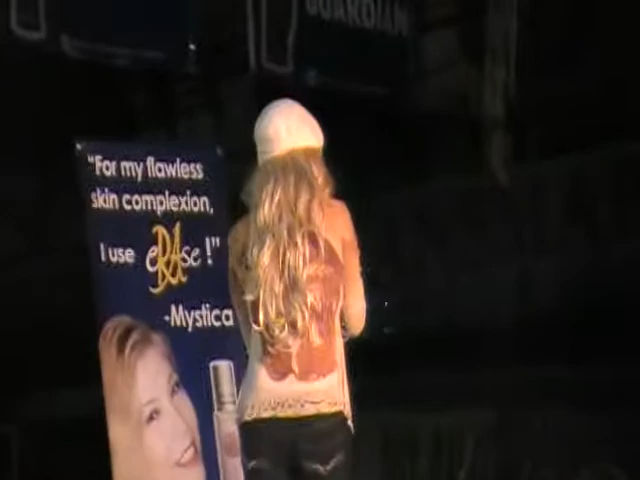 GUARDIAN
"For my flawless
skin complexion,
I use eRAse !"
-Mystica